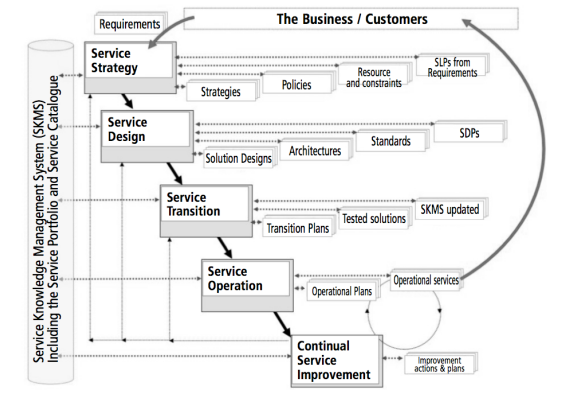 The Business / Customers
Requirements
Service
Strategy
SLPs from
Requirements
Resource
and constraints
Policies
Strategies
Service
Design
SDPs
Standards
Architectures
Solution Designs
Service
Transition
SKMS updated
Tested solutions
Transition Plans
Service
Operation
Operational services
Operational Plans
Continual
Service
Improvement
Improvement
actions & plans
Service Knowledge Management System (SKMS)
Including the Service Portfolio and Service Catalogue